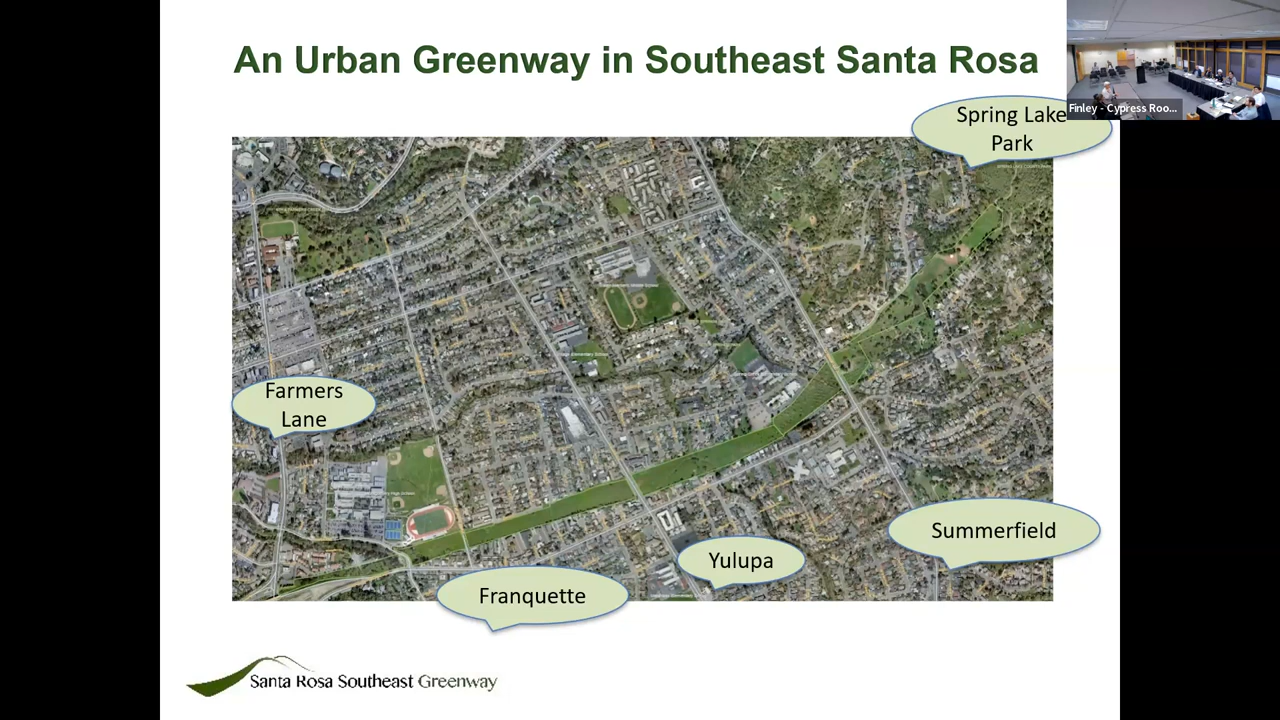 An Urban Greenway in Southeast Santa Rosa
Finley - Cypress Roo...
Spring Lake
Park
Farmers
Lane
Summerfield
Yulupa
Franquette
Santa Rosa Southeast Greenway